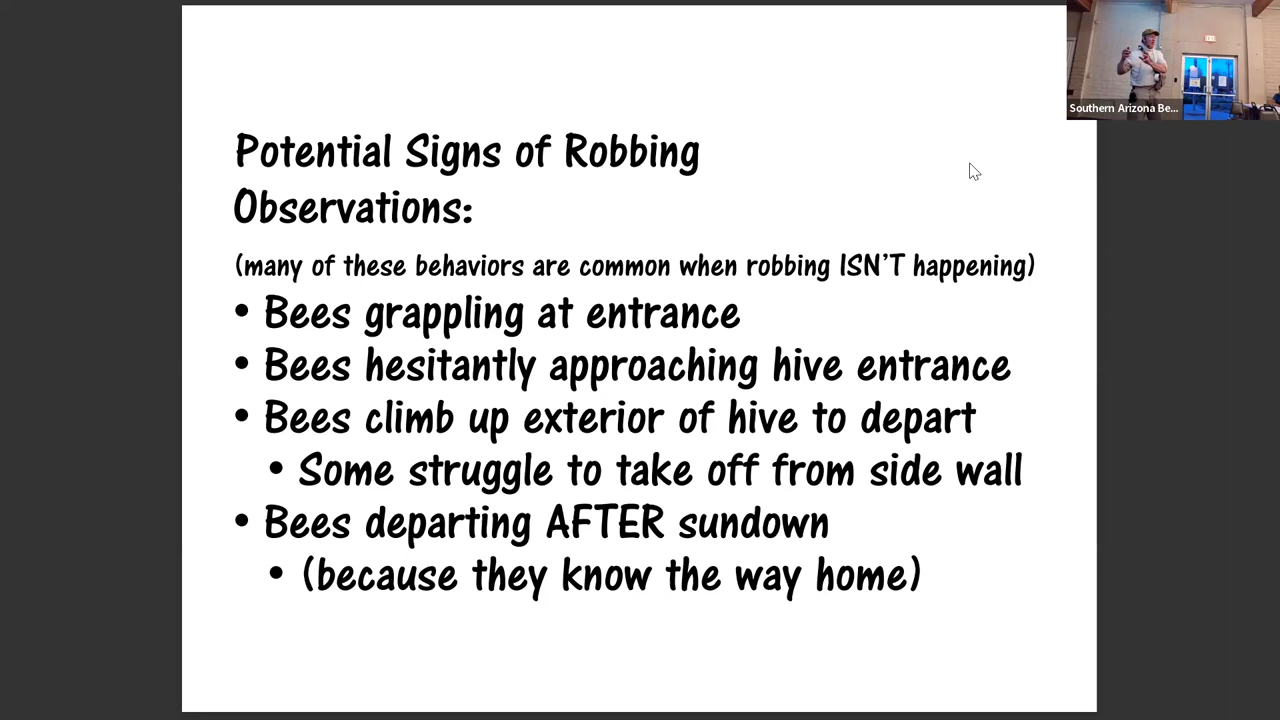 Potential Signs of Robbing
Observations:
(many of these behaviors are common when robbing ISN'T happening)
• Bees grappling at entrance
• Bees hesitantly approaching hive entrance
• Bees climb up exterior of hive to depart
• Some struggle to take off from side wall
• Bees departing AFTER sundown
• (because they know the way home)
Southern Arizona Be...